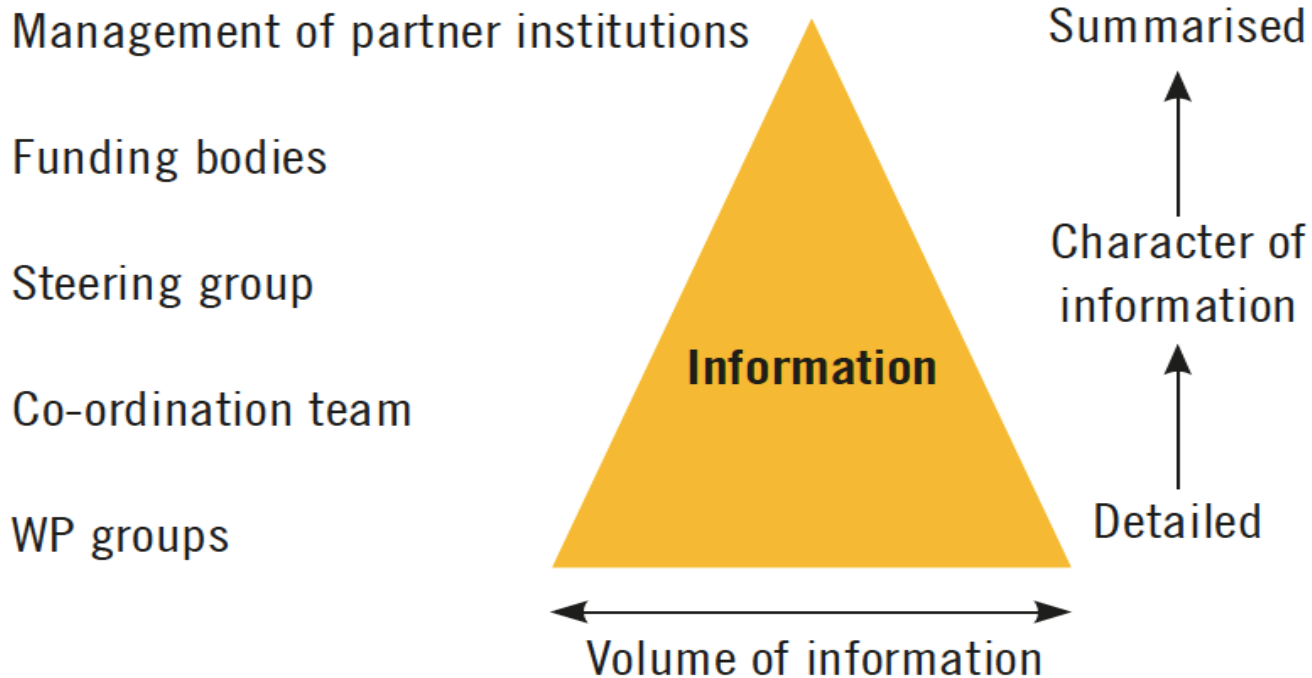 Management of partner institutions
Funding bodies
Steering group
Co-ordination team
WP groups
Information
Volume of information
Summarised
Character of
information
Detailed